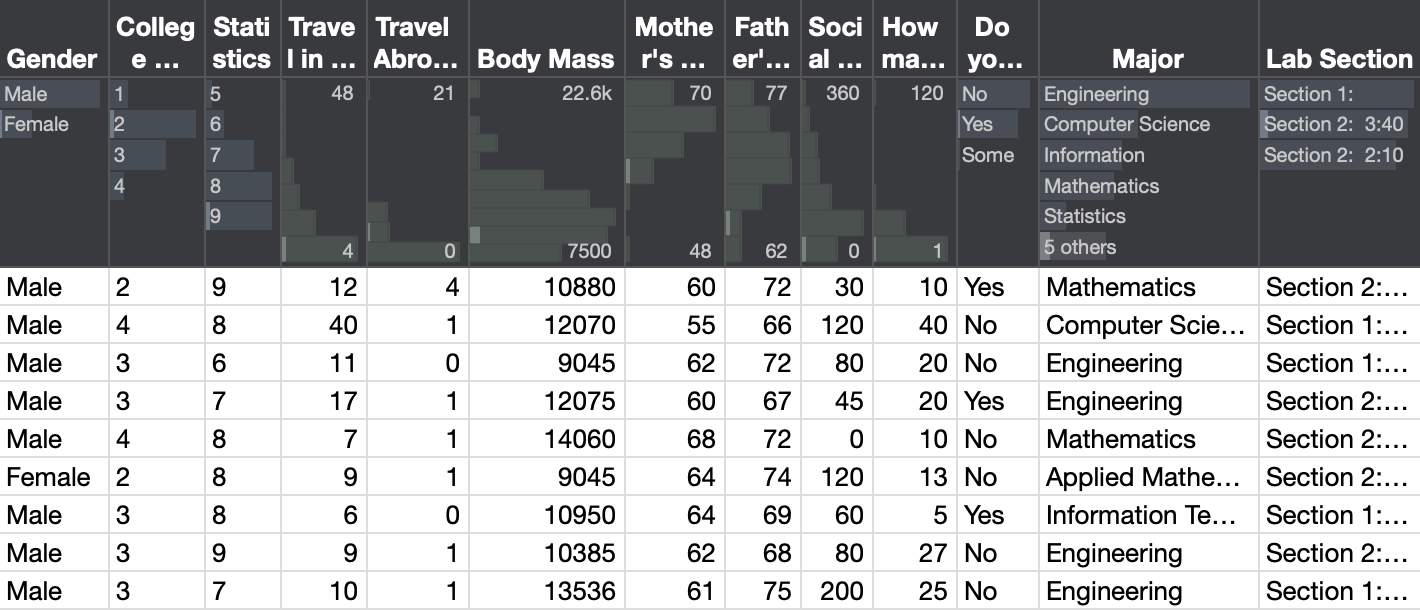 Gender Colleg e … Stati stics Trave l in … Travel Abro… Body Mass Mothe r's … Fath er'… Soci al … How ma… Do yo… Major Lab Section
Male 1 5 48 21 22.6k 70 77 360 120 No Engineering Section 1:
Female 2 6 Yes Computer Science Section 2: 3:40
3 7 Some Information Section 2: 2:10
4 8 Mathematics
9 Statistics
4 0 7500 48 62 0 1 5 others
Male 2 9 12 4 10880 60 72 30 10 Yes Mathematics Section 2:…
Male 4 8 40 1 12070 55 66 120 40 No Computer Scie… Section 1:…
Male 3 6 11 0 9045 62 72 80 20 No Engineering Section 1:…
Male 3 7 17 1 12075 60 67 45 20 Yes Engineering Section 2:…
Male 4 8 7 1 14060 68 72 0 10 No Mathematics Section 2:…
Female 2 8 9 1 9045 64 74 120 13 No Applied Mathe… Section 2:…
Male 3 8 6 0 10950 64 69 60 5 Yes Information Te… Section 1:…
Male 3 9 9 1 10385 62 68 80 27 No Engineering Section 2:…
Male 3 7 10 1 13536 61 75 200 25 No Engineering Section 1:…